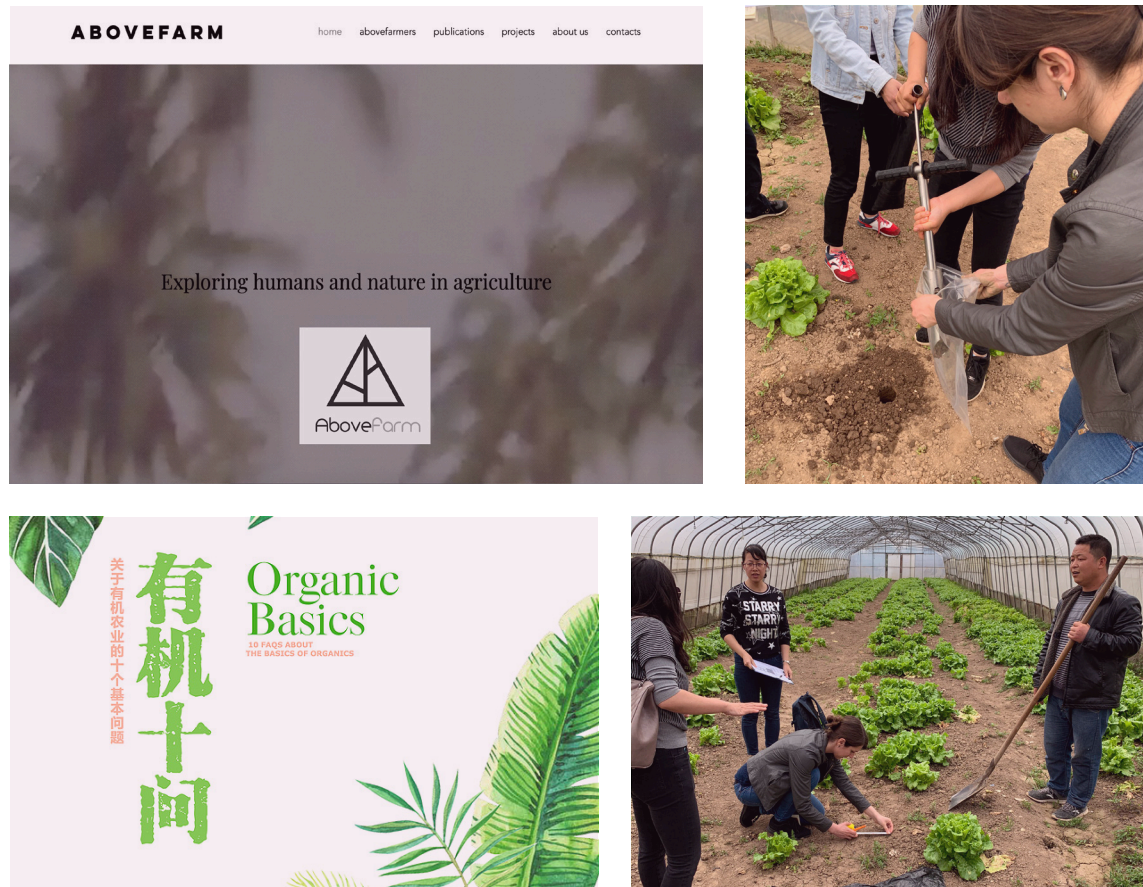 ABOVEFARM
home abovefarmers publications projects about us contacts
Exploring humans and nature in agriculture
Abovefarm
关于有机农业的十个基本问题
有机十问
Organic
Basics
10 FAQS ABOUT
THE BASICS OF ORGANICS
STARRY
STARRY
NIGHT